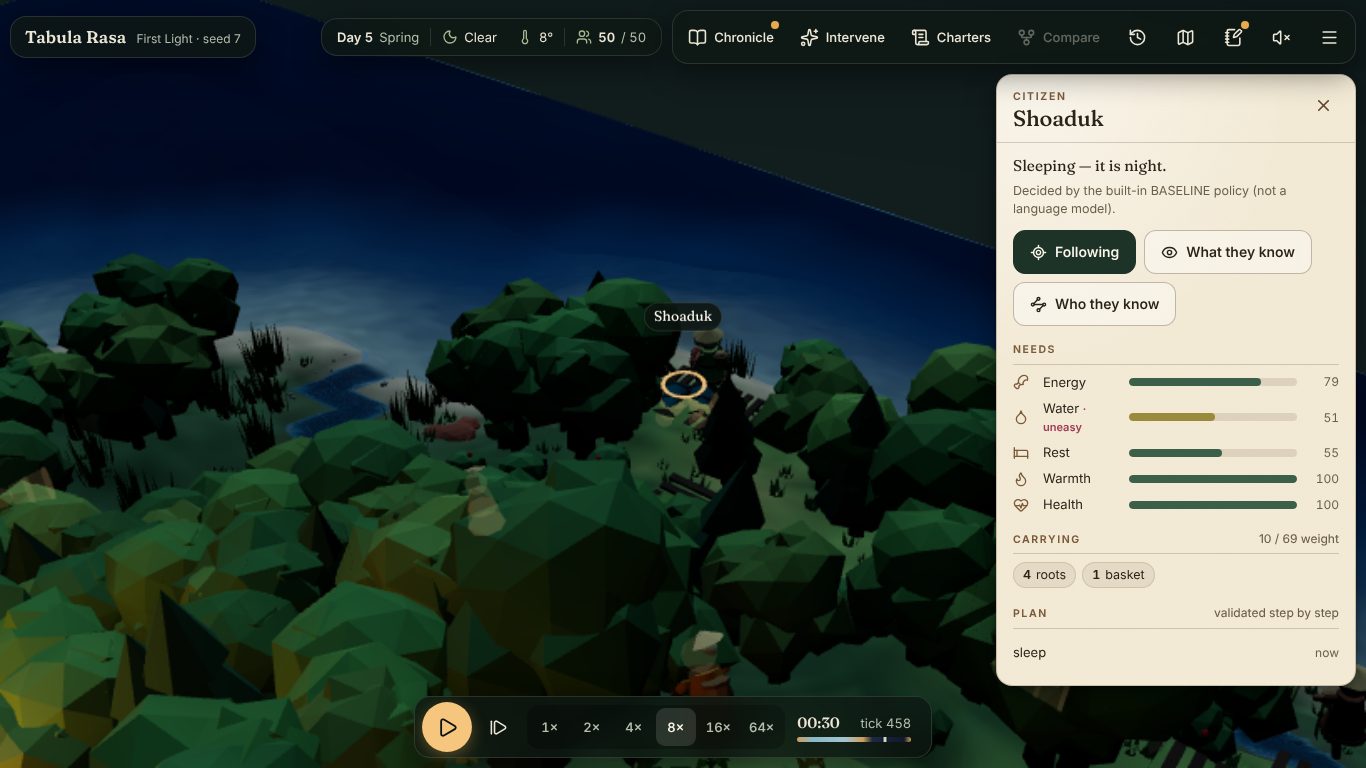 Tabula Rasa First Light · seed 7
Day 5 Spring Clear 8° 50 / 50
Chronicle Intervene Charters Compare
CITIZEN
Shoaduk
Sleeping — it is night.
Decided by the built-in BASELINE policy (not a
language model).
Following What they know
Who they know
NEEDS
Energy 79
Water · 51
uneasy
Rest 55
Warmth 100
Health 100
CARRYING 10 / 69 weight
4 roots 1 basket
PLAN validated step by step
sleep now
Shoaduk
1× 2× 4× 8× 16× 64× 00:30 tick 458